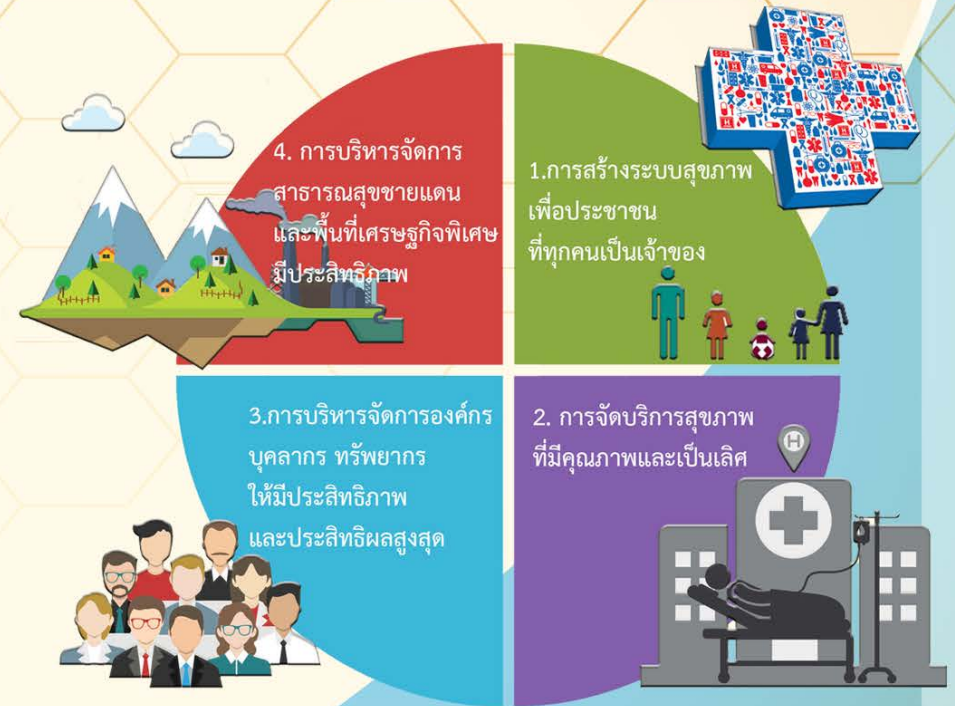 1.การสร้างระบบสุขภาพ
เพื่อประชาชน
ที่ทุกคนเป็นเจ้าของ
2. การจัดบริการสุขภาพ
ที่มีคุณภาพและเป็นเลิศ
H
3.การบริหารจัดการองค์กร
บุคลากร ทรัพยากร
ให้มีประสิทธิภาพ
และประสิทธิผลสูงสุด
4. การบริหารจัดการ
สาธารณสุขชายแดน
และพื้นที่เศรษฐกิจพิเศษ
มีประสิทธิภาพ